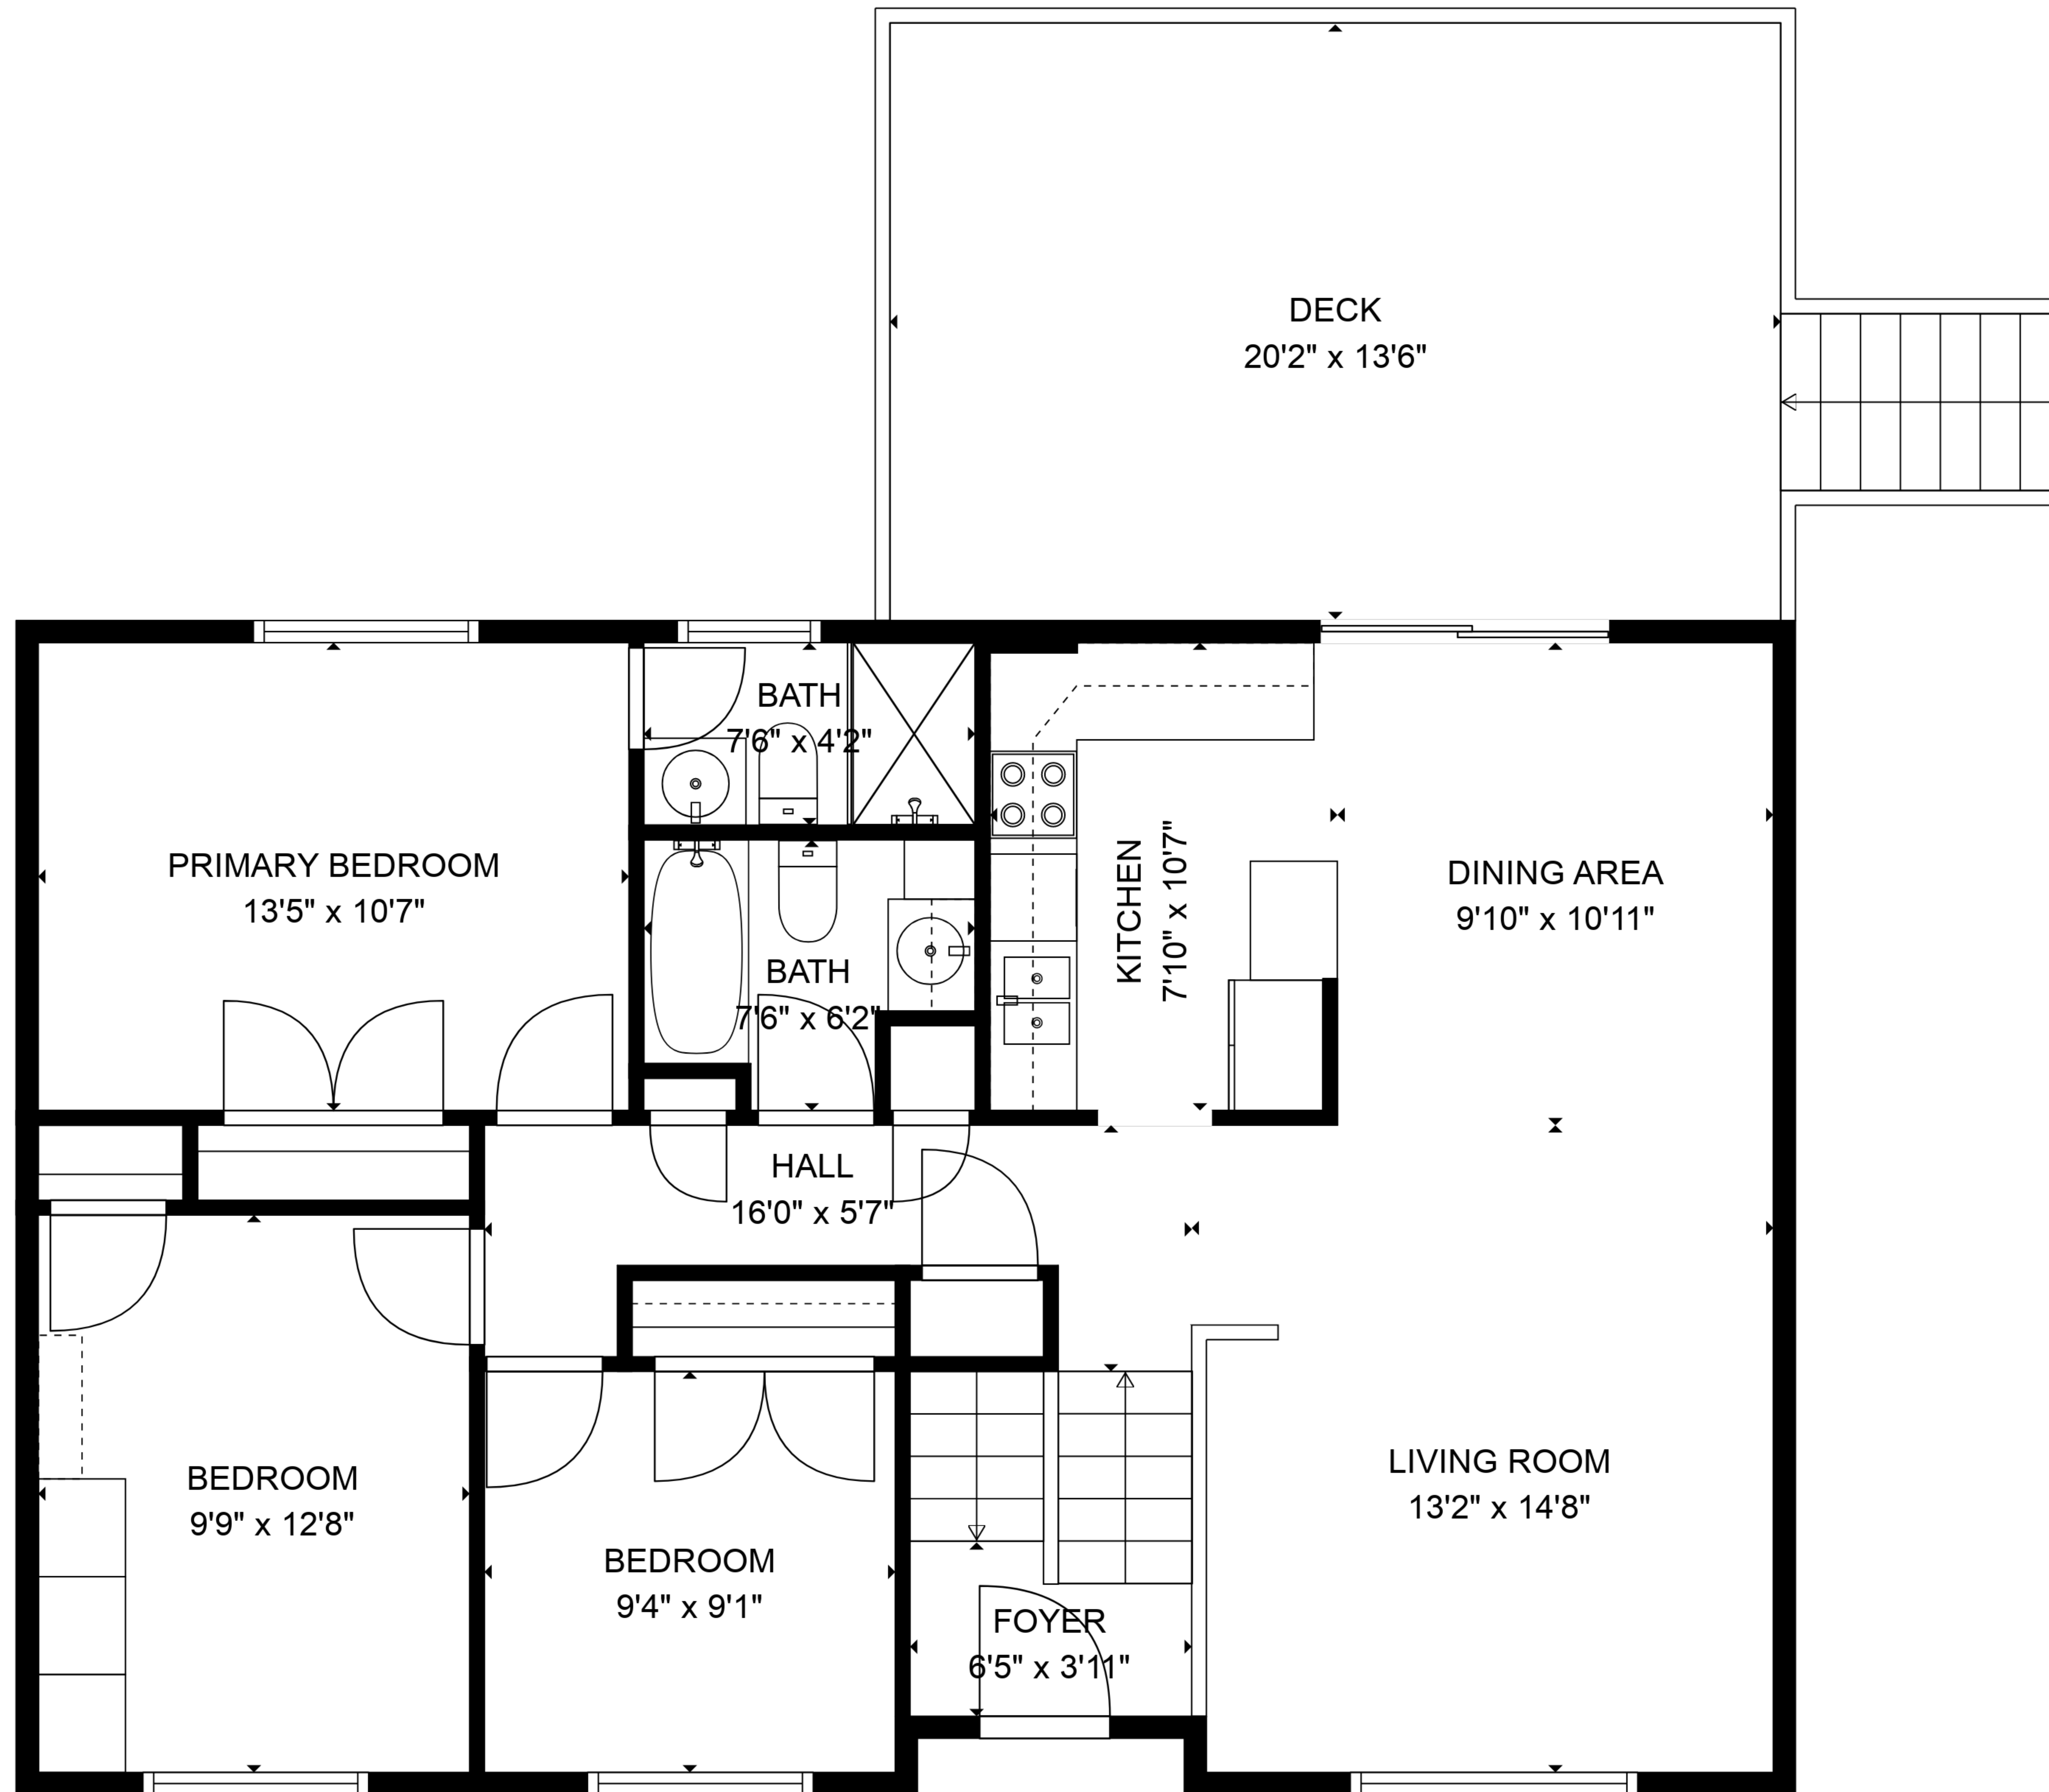 DECK
20'2" x 13'6"
BATH
7'6" x 4'2"
PRIMARY BEDROOM
13'5" x 10'7"
KITCHEN
7'10" x 10'7"
DINING AREA
9'10" x 10'11"
BATH
7'6" x 6'2"
HALL
16'0" x 5'7"
BEDROOM
9'9" x 12'8"
BEDROOM
9'4" x 9'1"
FOYER
6'5" x 3'11"
LIVING ROOM
13'2" x 14'8"